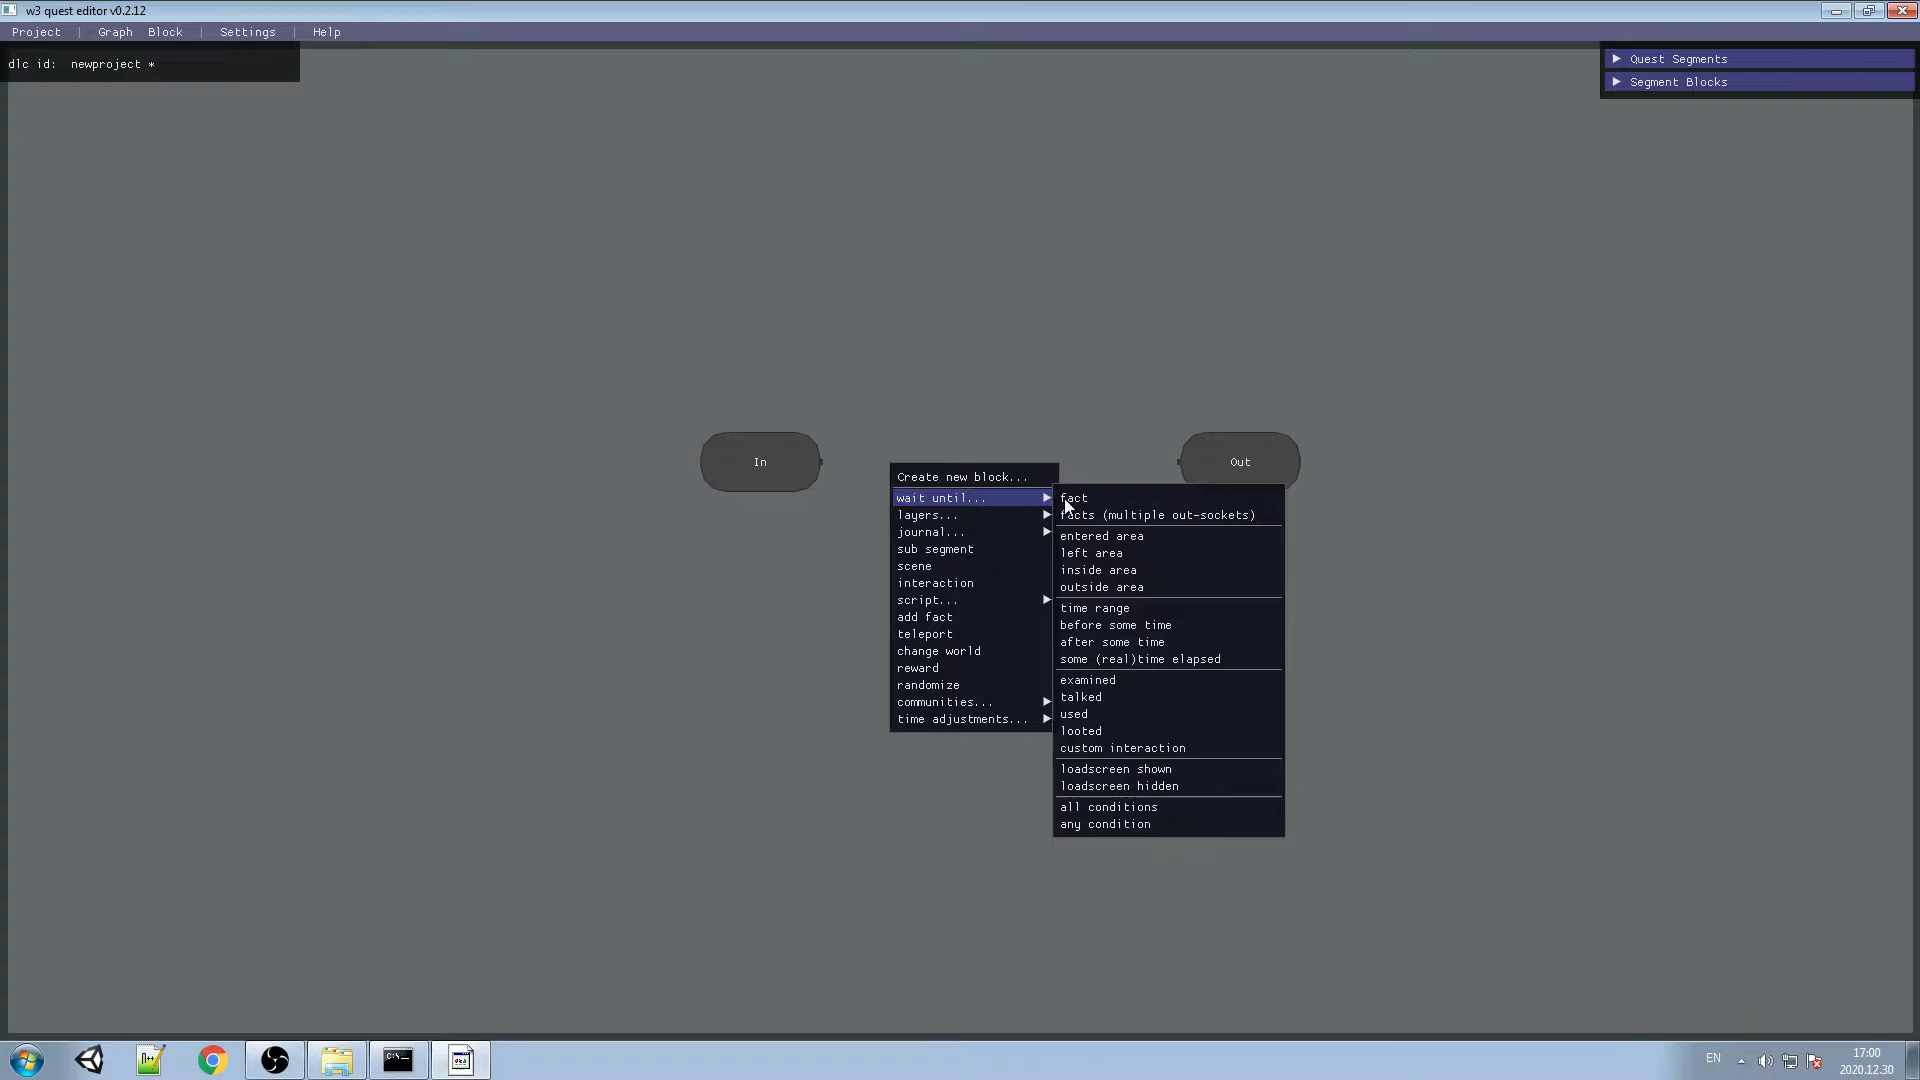 w3 quest editor v0.2.12
Project | Graph Block | Settings | Help
dlc id: newproject *
Quest Segments
Segment Blocks
In
Out
Create new block...
wait until...
layers...
journal...
sub segment
scene
interaction
script...
add fact
teleport
change world
reward
randomize
communities...
time adjustments...
fact
facts (multiple out-sockets)
entered area
left area
inside area
outside area
time range
before some time
after some time
some (real)time elapsed
examined
talked
used
looted
custom interaction
loadscreen shown
loadscreen hidden
all conditions
any condition
EN
17:00
2020.12.30